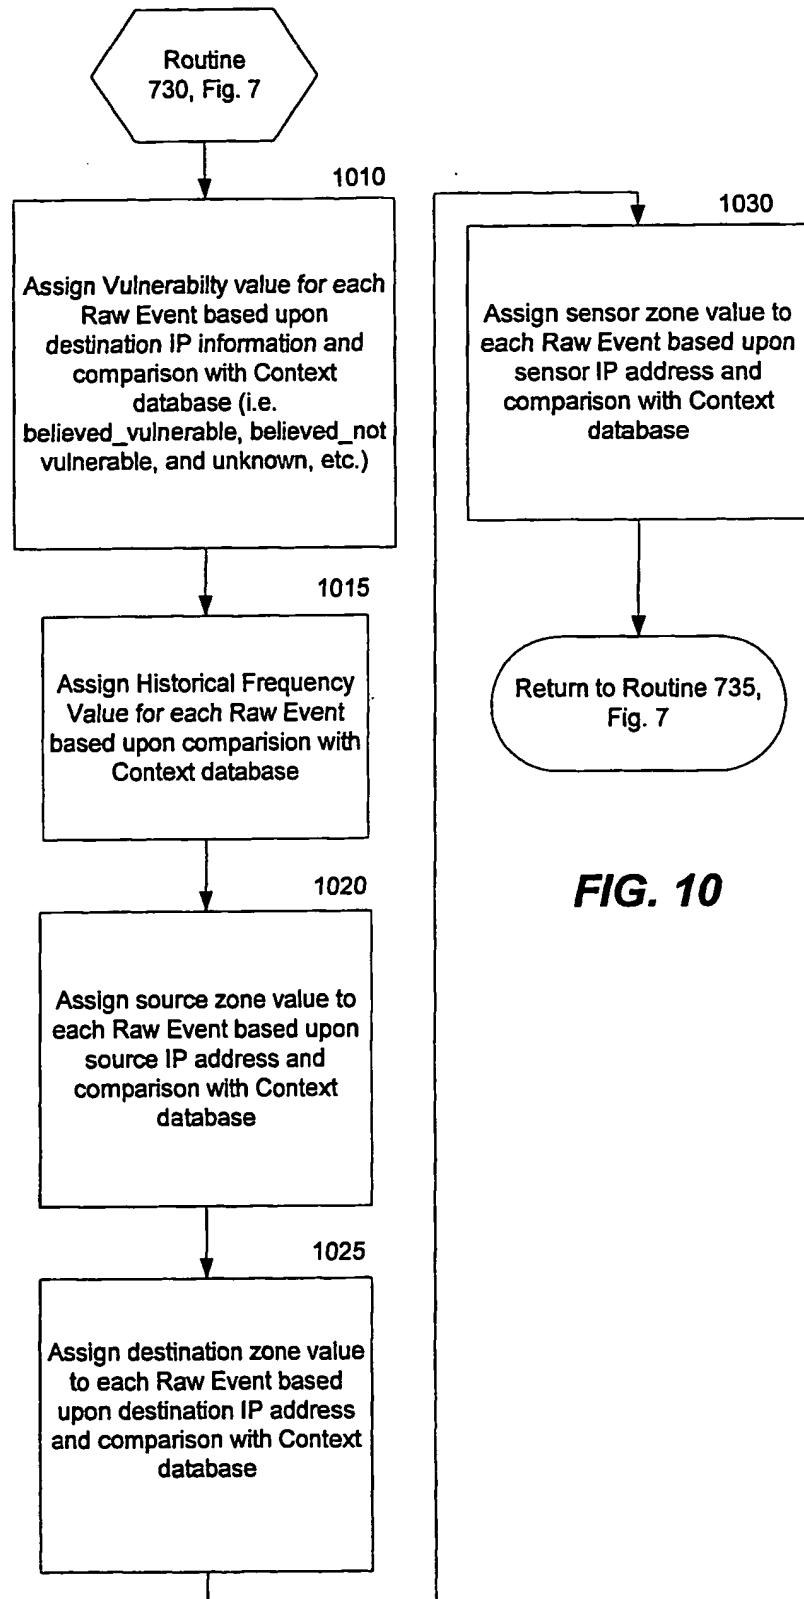 Routine
730, Fig. 7
1010
Assign Vulnerabilty value for each
Raw Event based upon
destination IP information and
comparison with Context
database (i.e.
believed_vulnerable, believed_not
vulnerable, and unknown, etc.)
1015
Assign Historical Frequency
Value for each Raw Event
based upon comparision with
Context database
1020
Assign source zone value to
each Raw Event based upon
source IP address and
comparison with Context
database
1025
Assign destination zone value
to each Raw Event based
upon destination IP address
and comparison with Context
database
1030
Assign sensor zone value to
each Raw Event based upon
sensor IP address and
comparison with Context
database
Return to Routine 735,
Fig. 7
FIG. 10